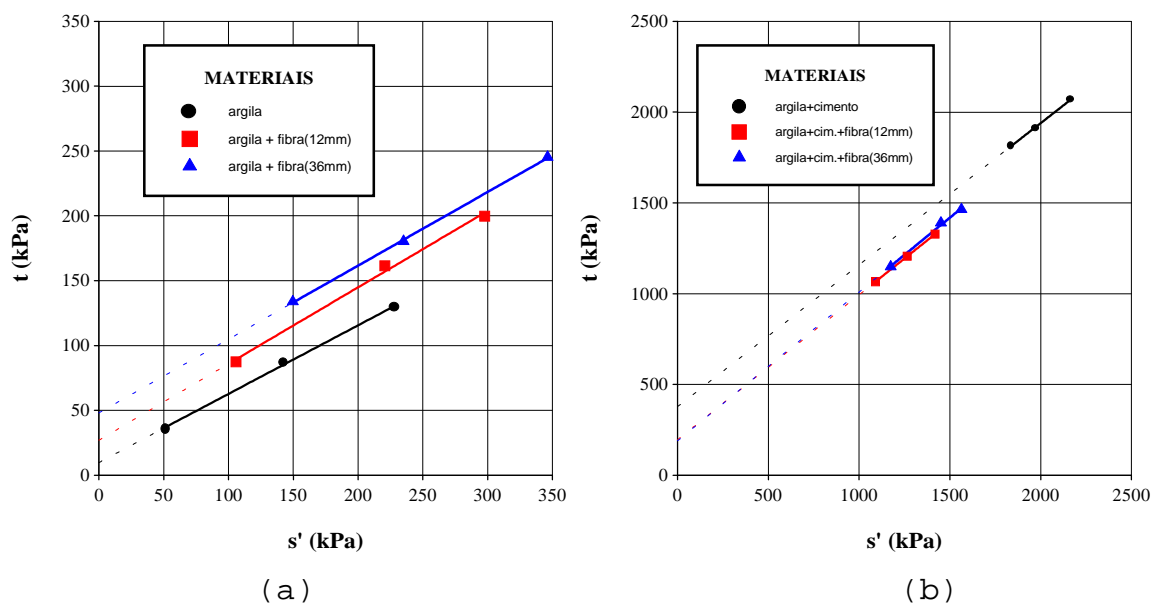 350
300
250
200
150
100
50
0
t (kPa)
MATERIAIS
argila
argila + fibra(12mm)
argila + fibra(36mm)
0 50 100 150 200 250 300 350
s' (kPa)
(a)
2500
2000
1500
1000
500
0
t (kPa)
MATERIAIS
argila+cimento
argila+cim.+fibra(12mm)
argila+cim.+fibra(36mm)
0 500 1000 1500 2000 2500
s' (kPa)
(b)